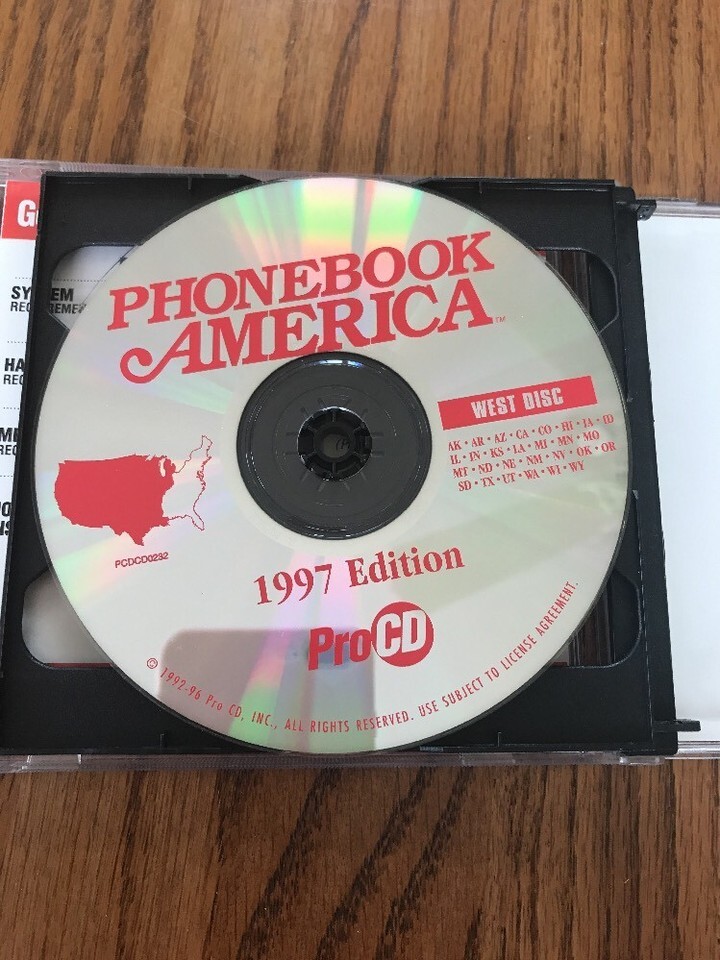 G
SYSTEM
PHONEBOOK
AMERICA™
WEST DISC
AK • AR • AZ • CA • CO • HI • IA • ID
IL • IN • KS • LA • MI • MN • MO
MT • ND • NE • NM • NV • OK • OR
SD • TX • UT • WA • WI • WY
PCDCD0232
1997 Edition
ProCD
© 1992-96 Pro CD, INC., ALL RIGHTS RESERVED. USE SUBJECT TO LICENSE AGREEMENT.